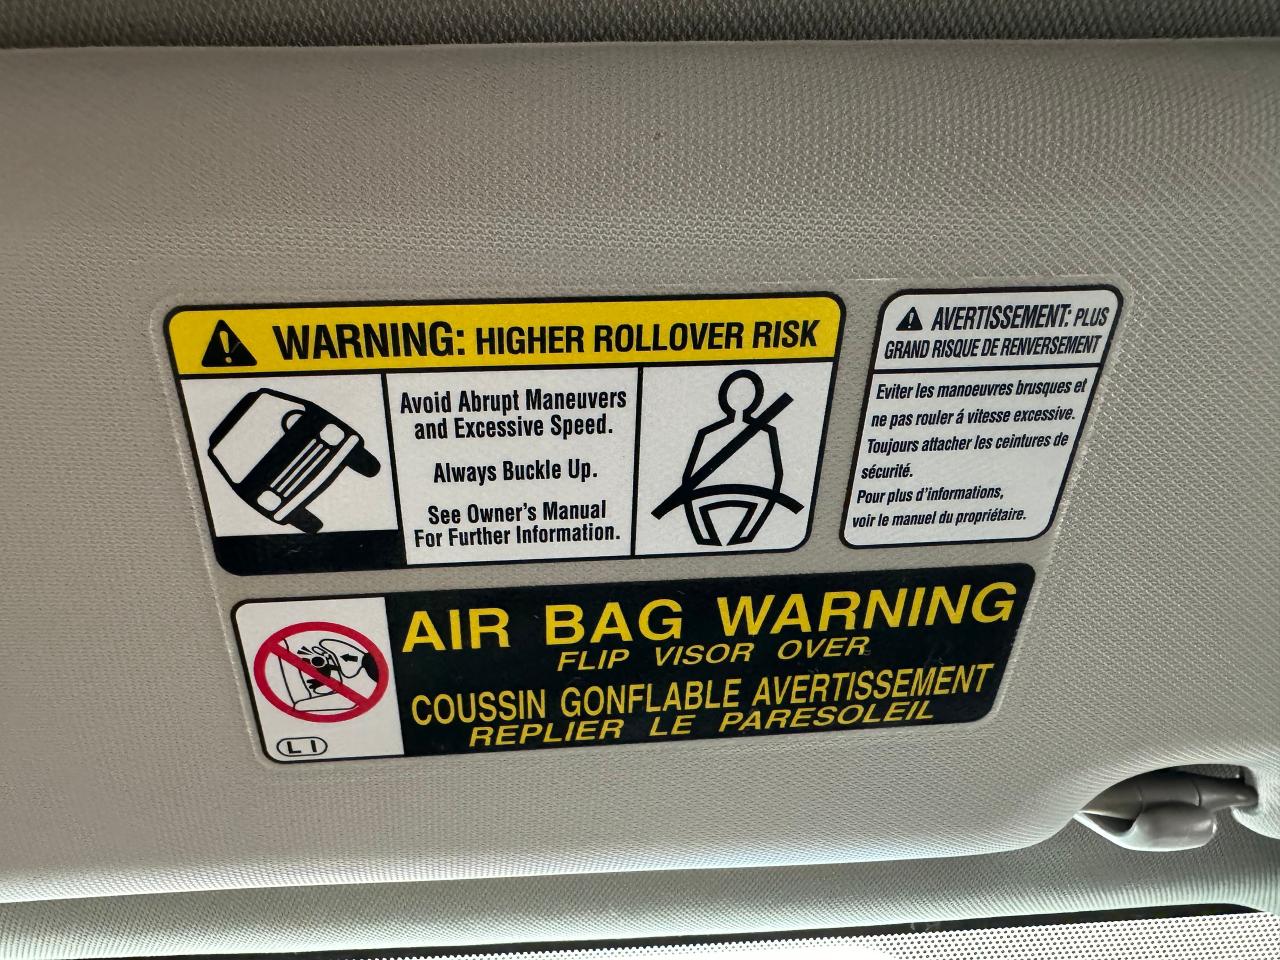 WARNING: HIGHER ROLLOVER RISK
Avoid Abrupt Maneuvers
and Excessive Speed.
Always Buckle Up.
See Owner's Manual
For Further Information.
AVERTISSEMENT: PLUS
GRAND RISQUE DE RENVERSEMENT
Eviter les manoeuvres brusques et
ne pas rouler á vitesse excessive.
Toujours attacher les ceintures de
sécurité.
Pour plus d'informations,
voir le manuel du propriétaire.
AIR BAG WARNING
FLIP VISOR OVER
COUSSIN GONFLABLE AVERTISSEMENT
REPLIER LE PARESOLEIL
L I